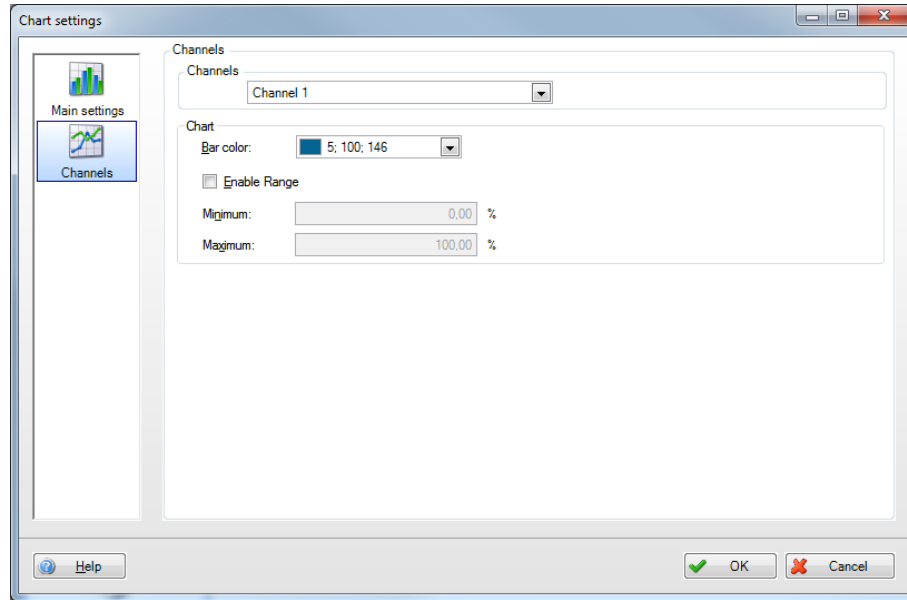 Chart settings
Main settings
Channels
Channels
Channels
Channel 1
Chart
Bar color: 5; 100; 146
Enable Range
Minimum: 0,00 %
Maximum: 100,00 %
Help OK Cancel